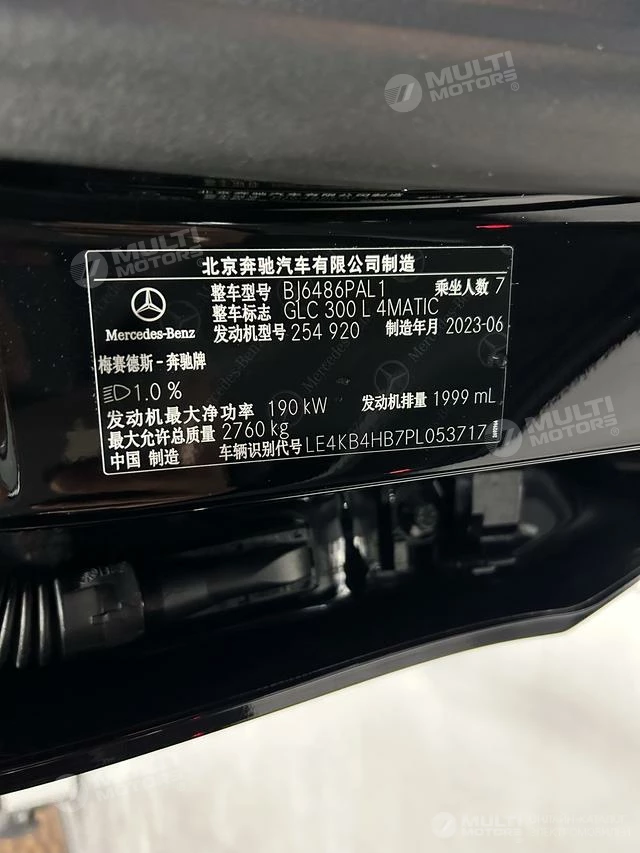 MULTI
MOTORS®
MULTI
MOTORS
北京奔驰汽车有限公司制造
整车型号 BJ6486PAL1 乘坐人数 7
整车标志 GLC 300 L 4MATIC
Mercedes-Benz 发动机型号 254 920 制造年月 2023-06
梅赛德斯-奔驰牌
1.0 %
发动机最大净功率 190 kW 发动机排量 1999 mL
最大允许总质量 2760 kg
中国 制造 车辆识别代号 LE4KB4HB7PL053717
MULTI
MOTORS®
MULTI
MOTORS
MULTI
MOTORS